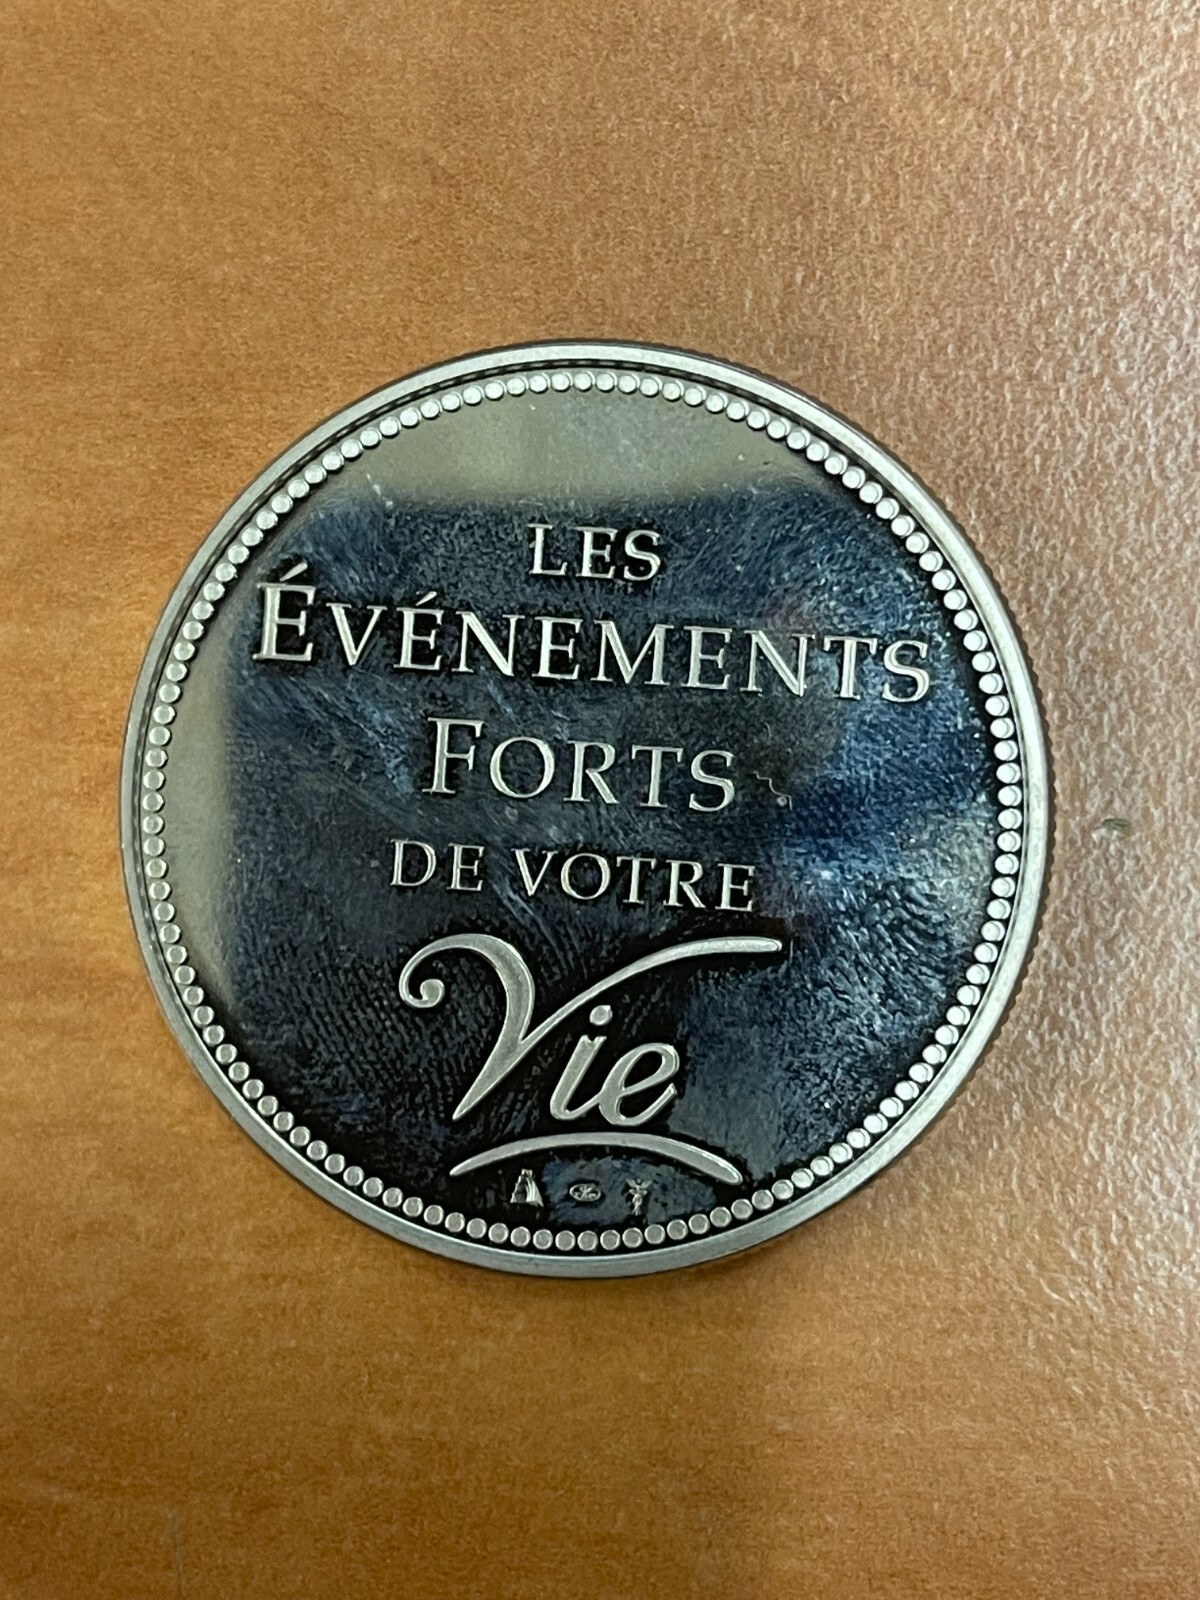 LES
ÉVÉNEMENTS
FORTS
DE VOTRE
Vie